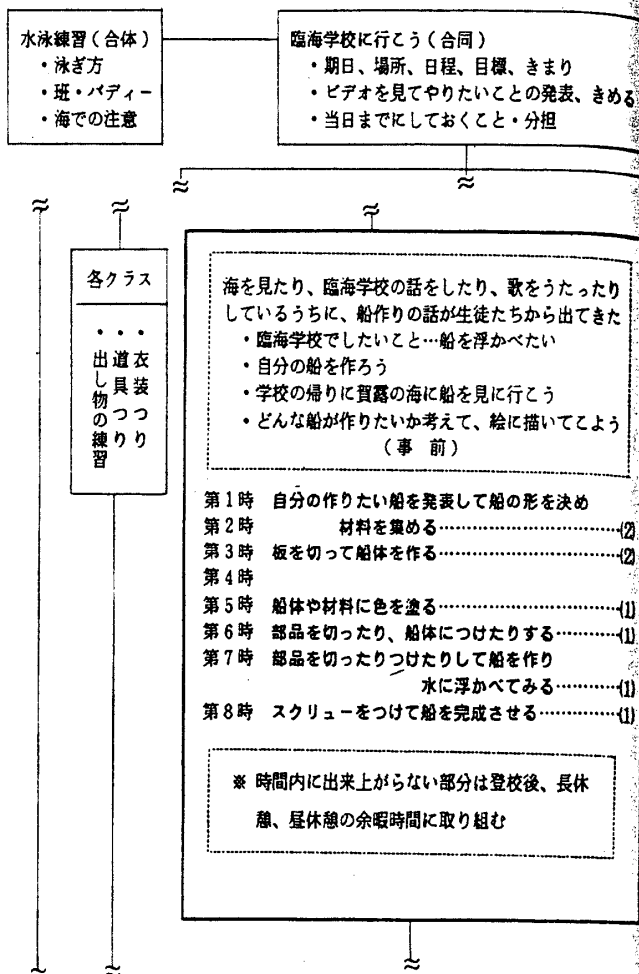 水泳練習(合体)
・泳ぎ方
・班・バディー
・海での注意
臨海学校に行こう(合同)
・期日、場所、日程、目標、きまり
・ビデオを見てやりたいことの発表、きめる
・当日までにしておくこと・分担
各クラス
・衣装つり
・道具つり
・出し物の練習
海を見たり、臨海学校の話をしたり、歌をうたったり
しているうちに、船作りの話が生徒たちから出てきた
・臨海学校でしたいこと…船を浮かべたい
・自分の船を作ろう
・学校の帰りに賀露の海に船を見に行こう
・どんな船が作りたいか考えて、絵に描いてこよう
(事 前)
第1時 自分の作りたい船を発表して船の形を決め
第2時 材料を集める……………………(2)
第3時 板を切って船体を作る……………………(2)
第4時
第5時 船体や材料に色を塗る……………………(1)
第6時 部品を切ったり、船体につけたりする…………(1)
第7時 部品を切ったりつけたりして船を作り
水に浮かべてみる…………(1)
第8時 スクリューをつけて船を完成させる…………(1)
※ 時間内に出来上がらない部分は登校後、長休
憩、昼休憩の余暇時間に取り組む